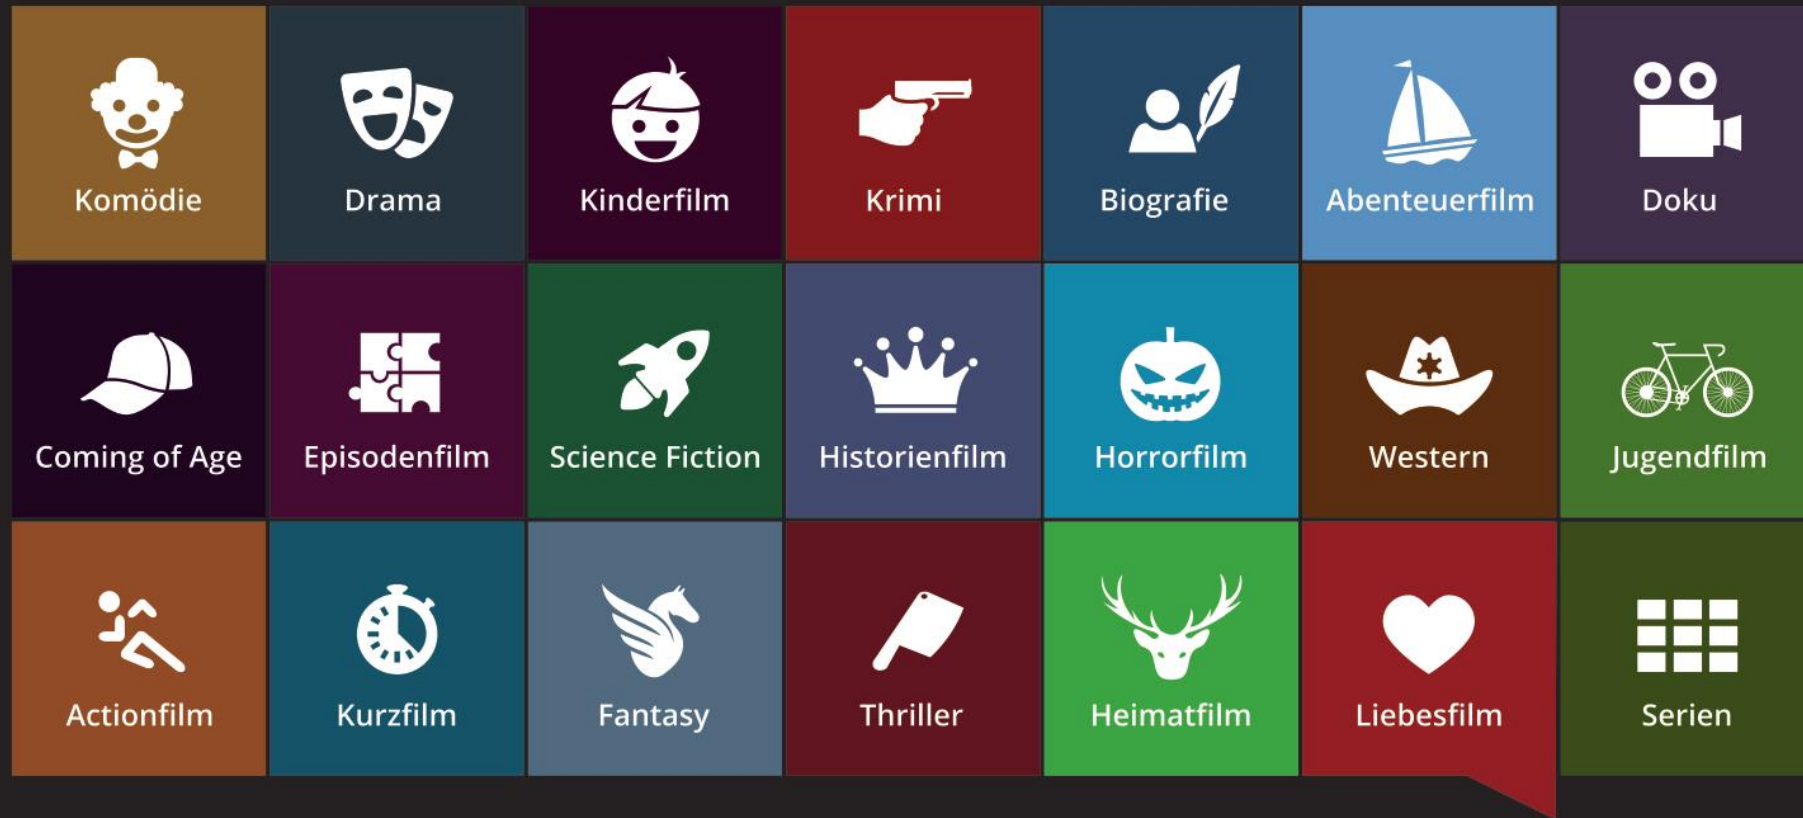 Komödie
Drama
Kinderfilm
Krimi
Biografie
Abenteuerfilm
Doku
Coming of Age
Episodenfilm
Science Fiction
Historienfilm
Horrorfilm
Western
Jugendfilm
Actionfilm
Kurzfilm
Fantasy
Thriller
Heimatfilm
Liebesfilm
Serien